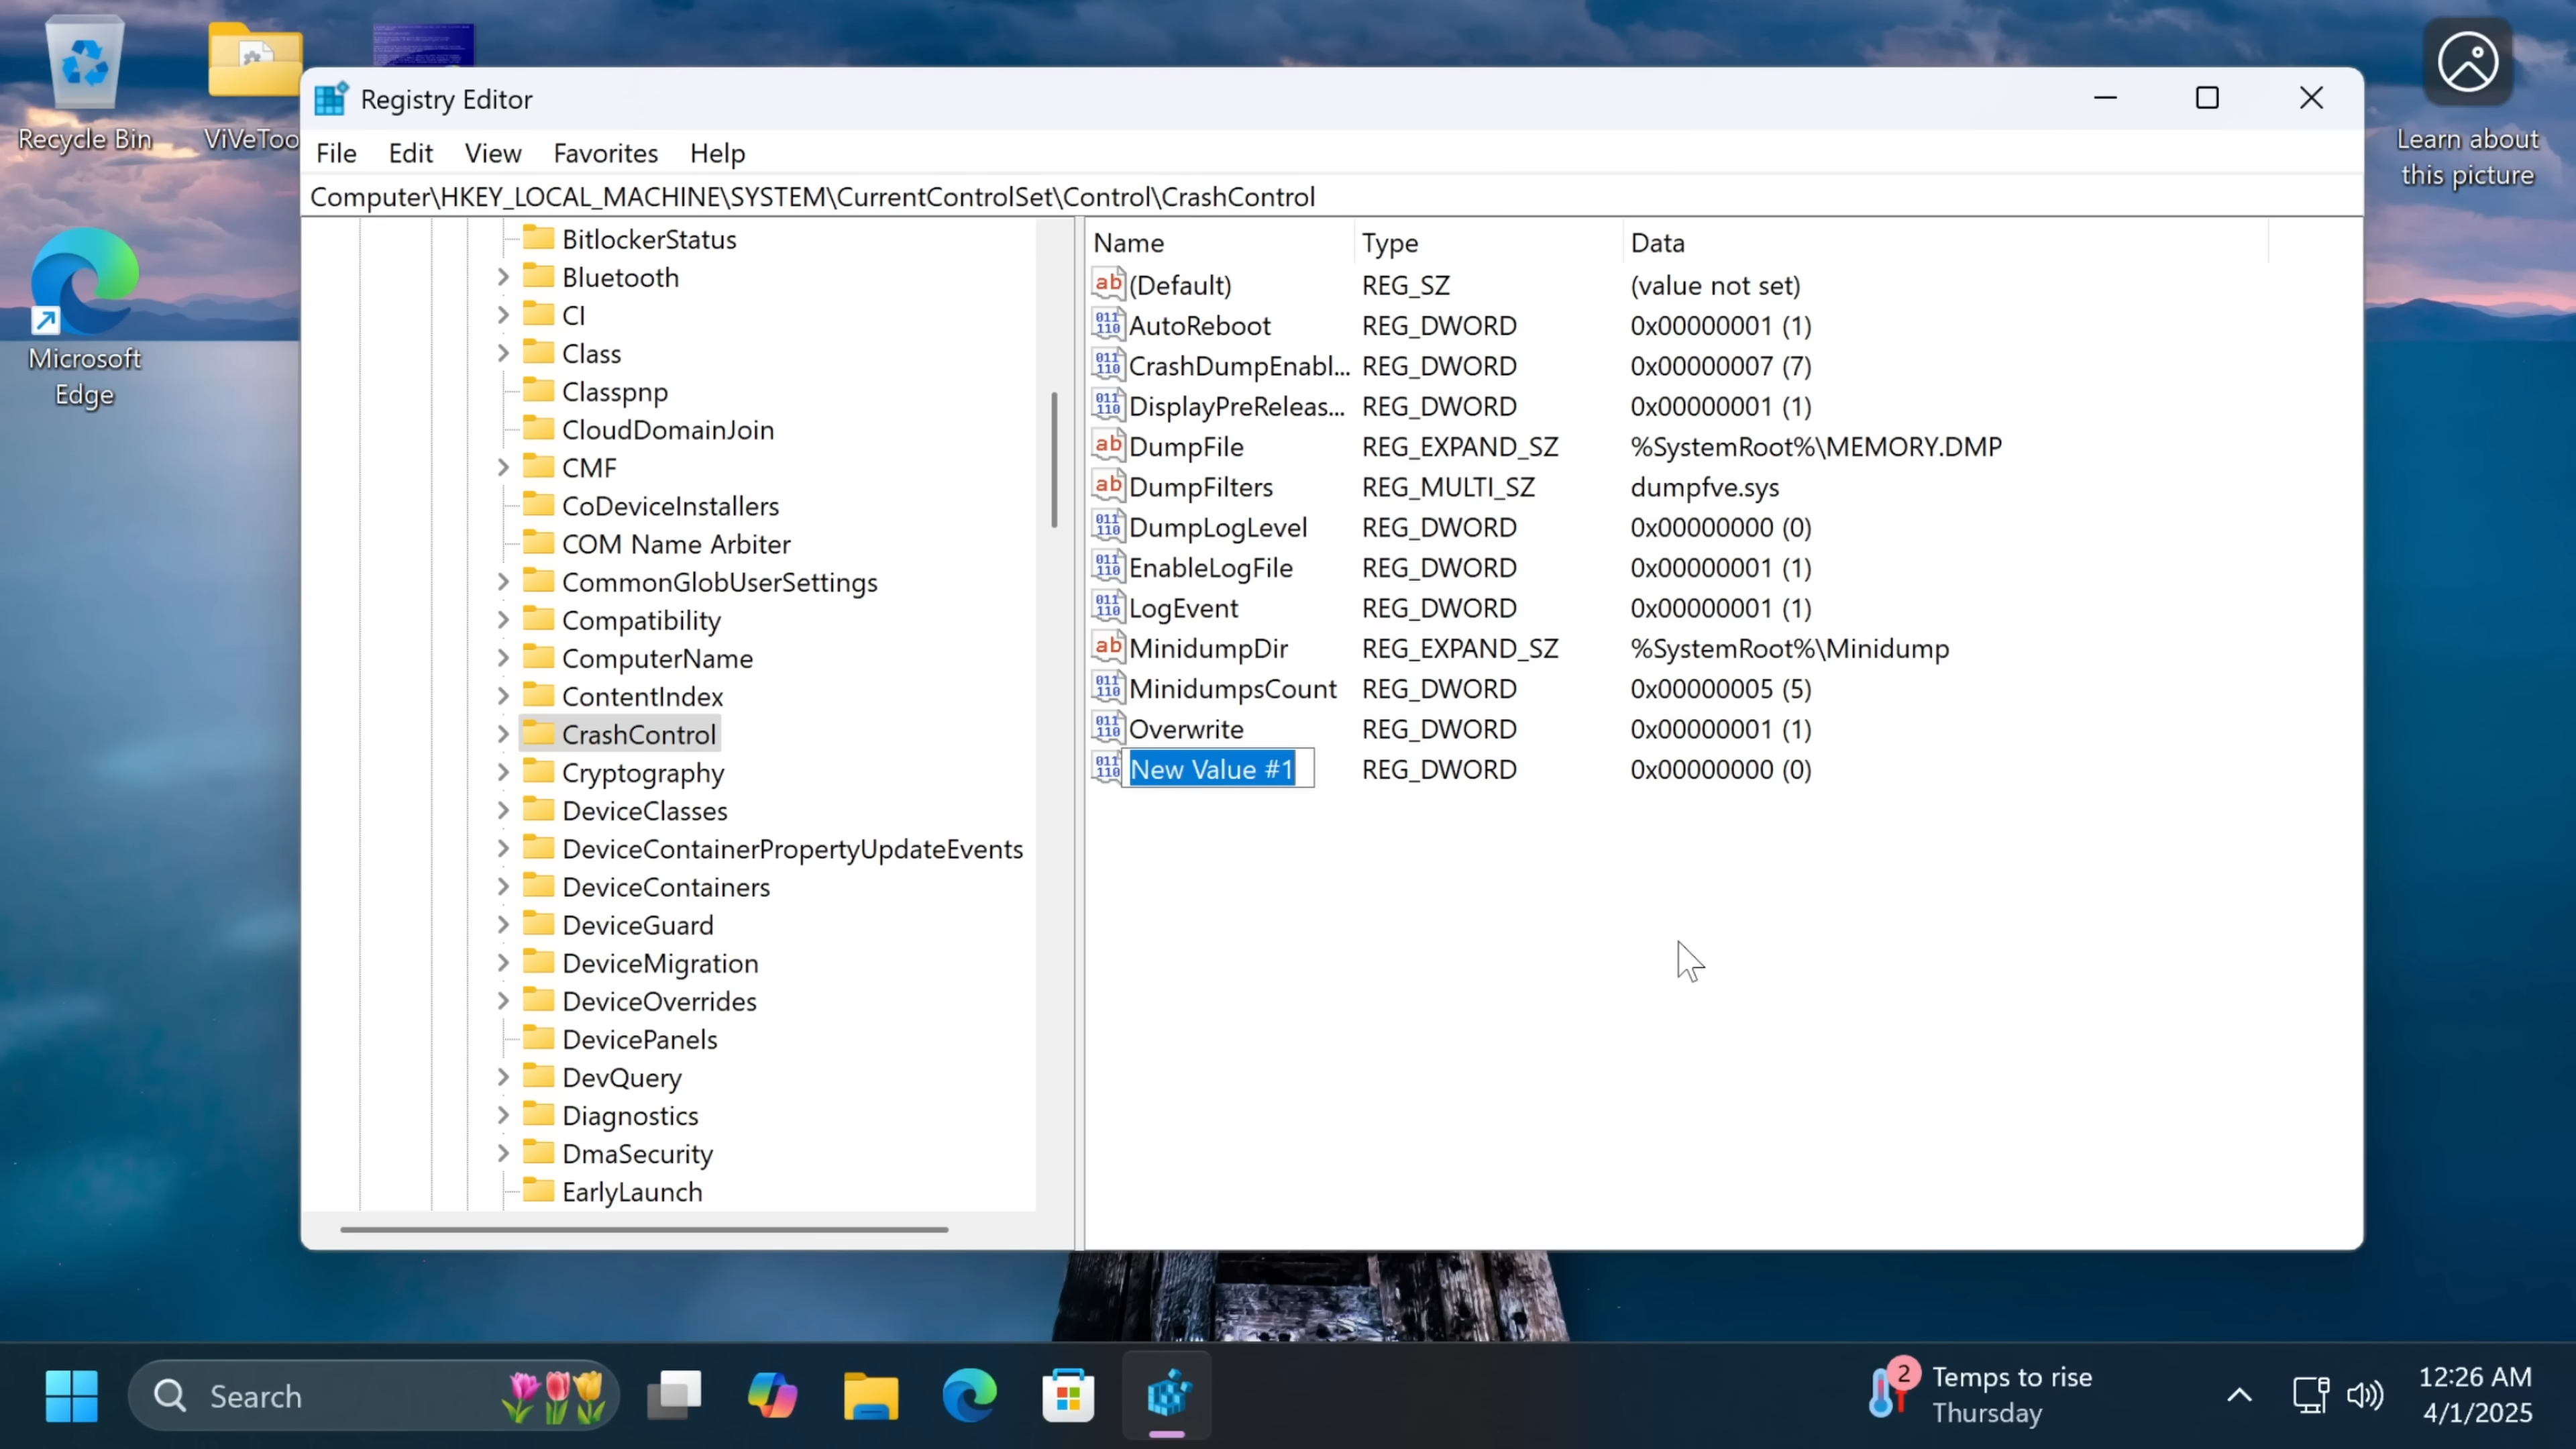 Recycle Bin
ViVeToo
Microsoft
Edge
Learn about
this picture
Registry Editor
File Edit View Favorites Help
Computer\HKEY_LOCAL_MACHINE\SYSTEM\CurrentControlSet\Control\CrashControl
BitlockerStatus
Bluetooth
CI
Class
Classpnp
CloudDomainJoin
CMF
CoDeviceInstallers
COM Name Arbiter
CommonGlobUserSettings
Compatibility
ComputerName
ContentIndex
CrashControl
Cryptography
DeviceClasses
DeviceContainerPropertyUpdateEvents
DeviceContainers
DeviceGuard
DeviceMigration
DeviceOverrides
DevicePanels
DevQuery
Diagnostics
DmaSecurity
EarlyLaunch
Name Type Data
(Default) REG_SZ (value not set)
AutoReboot REG_DWORD 0x00000001 (1)
CrashDumpEnabl... REG_DWORD 0x00000007 (7)
DisplayPreReleas... REG_DWORD 0x00000001 (1)
DumpFile REG_EXPAND_SZ %SystemRoot%\MEMORY.DMP
DumpFilters REG_MULTI_SZ dumpfve.sys
DumpLogLevel REG_DWORD 0x00000000 (0)
EnableLogFile REG_DWORD 0x00000001 (1)
LogEvent REG_DWORD 0x00000001 (1)
MinidumpDir REG_EXPAND_SZ %SystemRoot%\Minidump
MinidumpsCount REG_DWORD 0x00000005 (5)
Overwrite REG_DWORD 0x00000001 (1)
New Value #1 REG_DWORD 0x00000000 (0)
Search
2
Temps to rise
Thursday
12:26 AM
4/1/2025